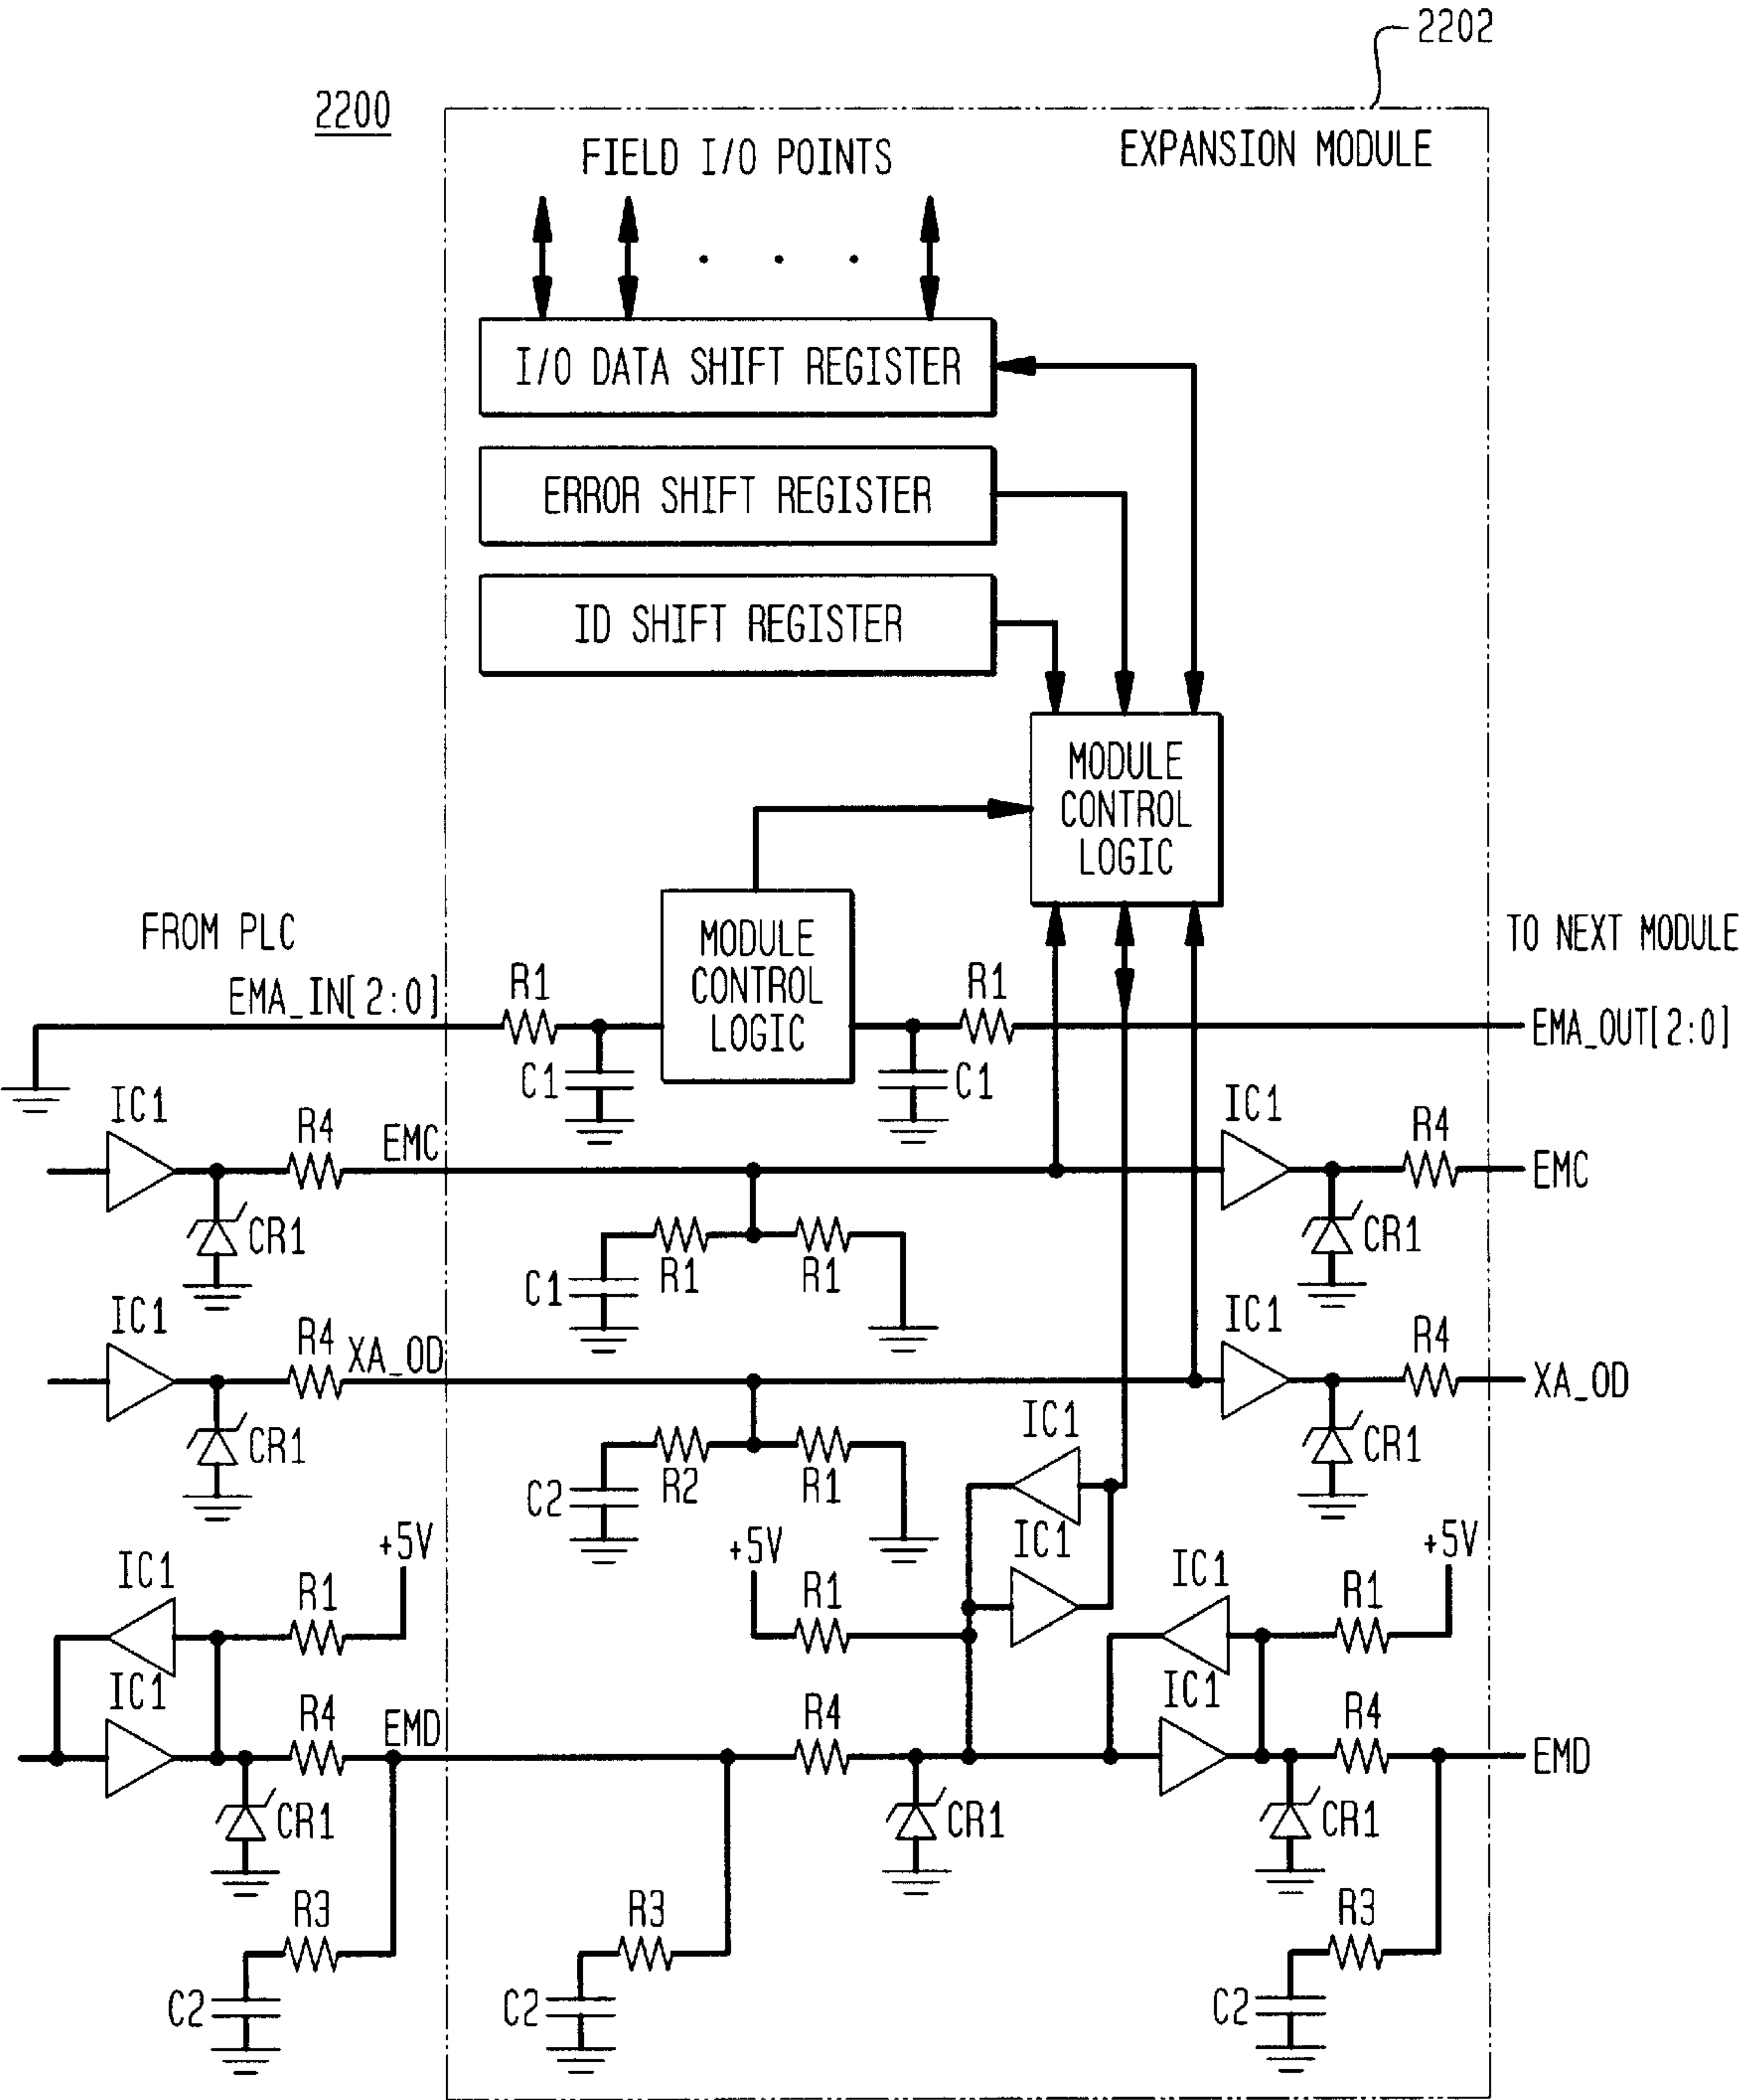 2202
2200
EXPANSION MODULE
FIELD I/O POINTS
I/O DATA SHIFT REGISTER
ERROR SHIFT REGISTER
ID SHIFT REGISTER
MODULE
CONTROL
LOGIC
FROM PLC
MODULE
CONTROL
LOGIC
TO NEXT MODULE
EMA_IN[2:0]
R1
R1
EMA_OUT[2:0]
C1
C1
IC1
R4
EMC
IC1
R4
EMC
CR1
R1
R1
C1
CR1
IC1
R4
XA_OD
IC1
R4
XA_OD
CR1
R2
R1
C2
IC1
CR1
IC1
R1
+5V
+5V
R1
IC1
IC1
R1
+5V
IC1
R4
EMD
R4
IC1
R4
EMD
CR1
CR1
CR1
R3
R3
R3
C2
C2
C2